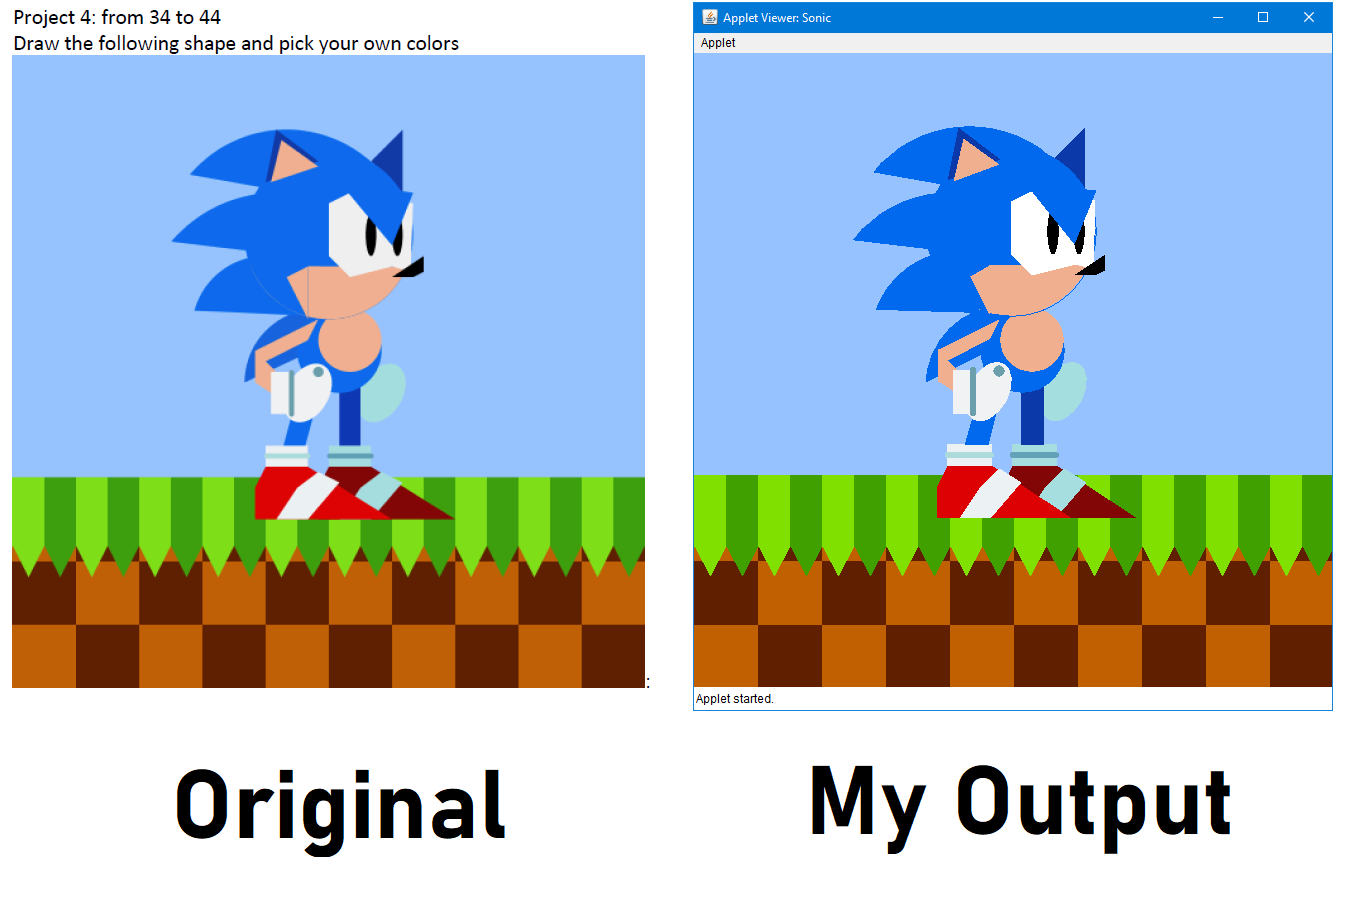 Project 4: from 34 to 44
Draw the following shape and pick your own colors
:
Applet Viewer: Sonic
Applet
Applet started.
Original
My Output